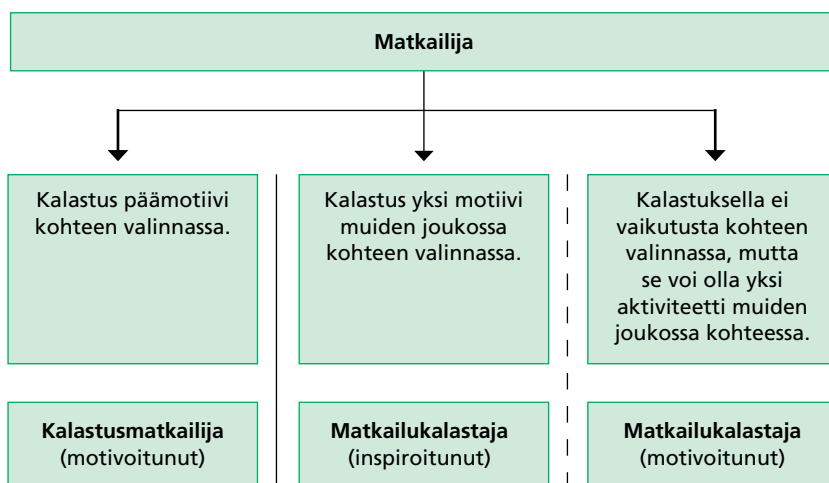 Matkailija
Kalastus päämotiivi
kohteen valinnassa.
Kalastus yksi motiivi
muiden joukossa
kohteen valinnassa.
Kalastuksella ei
vaikutusta kohteen
valinnassa, mutta
se voi olla yksi
aktiviteetti muiden
joukossa kohteessa.
Kalastusmatkailija
(motivoitunut)
Matkailukalastaja
(inspiroitunut)
Matkailukalastaja
(motivoitunut)